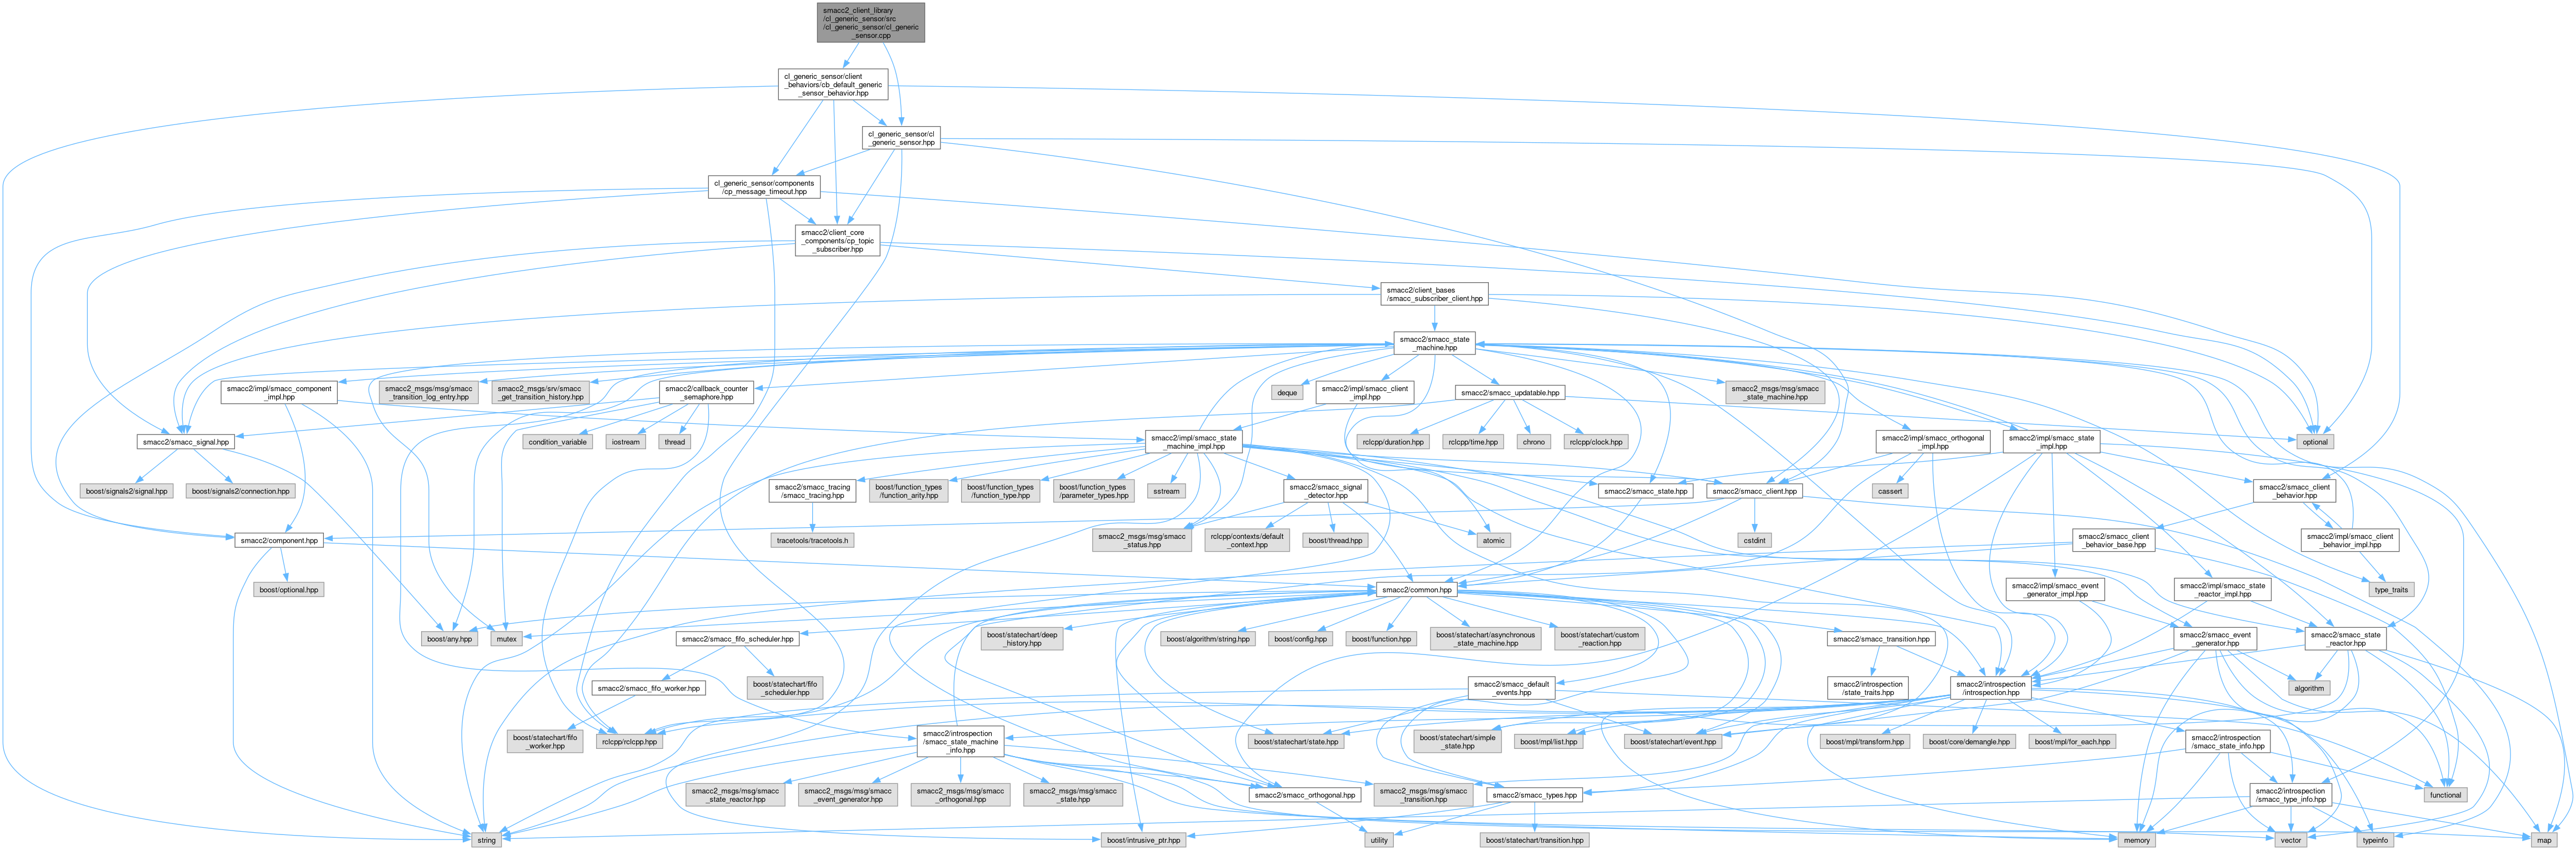 smacc2_client_library
/cl_generic_sensor/src
/cl_generic_sensor/cl_generic
_sensor.cpp
cl_generic_sensor/client
_behaviors/cb_default_generic
_sensor_behavior.hpp
cl_generic_sensor/cl
_generic_sensor.hpp
cl_generic_sensor/components
/cp_message_timeout.hpp
smacc2/client_core
_components/cp_topic
_subscriber.hpp
smacc2/client_bases
/smacc_subscriber_client.hpp
smacc2/smacc_state
_machine.hpp
smacc2/impl/smacc_component
_impl.hpp
smacc2_msgs/msg/smacc
_transition_log_entry.hpp
smacc2_msgs/srv/smacc
_get_transition_history.hpp
smacc2/callback_counter
_semaphore.hpp
deque
smacc2/impl/smacc_client
_impl.hpp
smacc2/smacc_updatable.hpp
smacc2_msgs/msg/smacc
_state_machine.hpp
smacc2/smacc_signal.hpp
condition_variable
iostream
thread
smacc2/impl/smacc_state
_machine_impl.hpp
rclcpp/duration.hpp
rclcpp/time.hpp
chrono
rclcpp/clock.hpp
smacc2/impl/smacc_orthogonal
_impl.hpp
smacc2/impl/smacc_state
_impl.hpp
optional
boost/signals2/signal.hpp
boost/signals2/connection.hpp
smacc2/smacc_tracing
/smacc_tracing.hpp
boost/function_types
/function_arity.hpp
boost/function_types
/function_type.hpp
boost/function_types
/parameter_types.hpp
sstream
smacc2/smacc_signal
_detector.hpp
smacc2/smacc_state.hpp
smacc2/smacc_client.hpp
cassert
smacc2/smacc_client
_behavior.hpp
smacc2/component.hpp
tracetools/tracetools.h
smacc2_msgs/msg/smacc
_status.hpp
rclcpp/contexts/default
_context.hpp
boost/thread.hpp
atomic
cstdint
smacc2/smacc_client
_behavior_base.hpp
smacc2/impl/smacc_client
_behavior_impl.hpp
boost/optional.hpp
smacc2/common.hpp
smacc2/impl/smacc_event
_generator_impl.hpp
smacc2/impl/smacc_state
_reactor_impl.hpp
type_traits
boost/any.hpp
mutex
smacc2/smacc_fifo_scheduler.hpp
boost/statechart/deep
_history.hpp
boost/algorithm/string.hpp
boost/config.hpp
boost/function.hpp
boost/statechart/asynchronous
_state_machine.hpp
boost/statechart/custom
_reaction.hpp
smacc2/smacc_transition.hpp
smacc2/smacc_event
_generator.hpp
smacc2/smacc_state
_reactor.hpp
smacc2/smacc_fifo_worker.hpp
boost/statechart/fifo
_scheduler.hpp
smacc2/smacc_default
_events.hpp
smacc2/introspection
/state_traits.hpp
smacc2/introspection
/introspection.hpp
algorithm
boost/statechart/fifo
_worker.hpp
rclcpp/rclcpp.hpp
smacc2/introspection
/smacc_state_machine
_info.hpp
boost/statechart/state.hpp
boost/statechart/simple
_state.hpp
boost/mpl/list.hpp
boost/statechart/event.hpp
boost/mpl/transform.hpp
boost/core/demangle.hpp
boost/mpl/for_each.hpp
smacc2/introspection
/smacc_state_info.hpp
smacc2_msgs/msg/smacc
_state_reactor.hpp
smacc2_msgs/msg/smacc
_event_generator.hpp
smacc2_msgs/msg/smacc
_orthogonal.hpp
smacc2_msgs/msg/smacc
_state.hpp
smacc2/smacc_orthogonal.hpp
smacc2_msgs/msg/smacc
_transition.hpp
smacc2/smacc_types.hpp
smacc2/introspection
/smacc_type_info.hpp
functional
string
boost/intrusive_ptr.hpp
utility
boost/statechart/transition.hpp
memory
vector
typeinfo
map